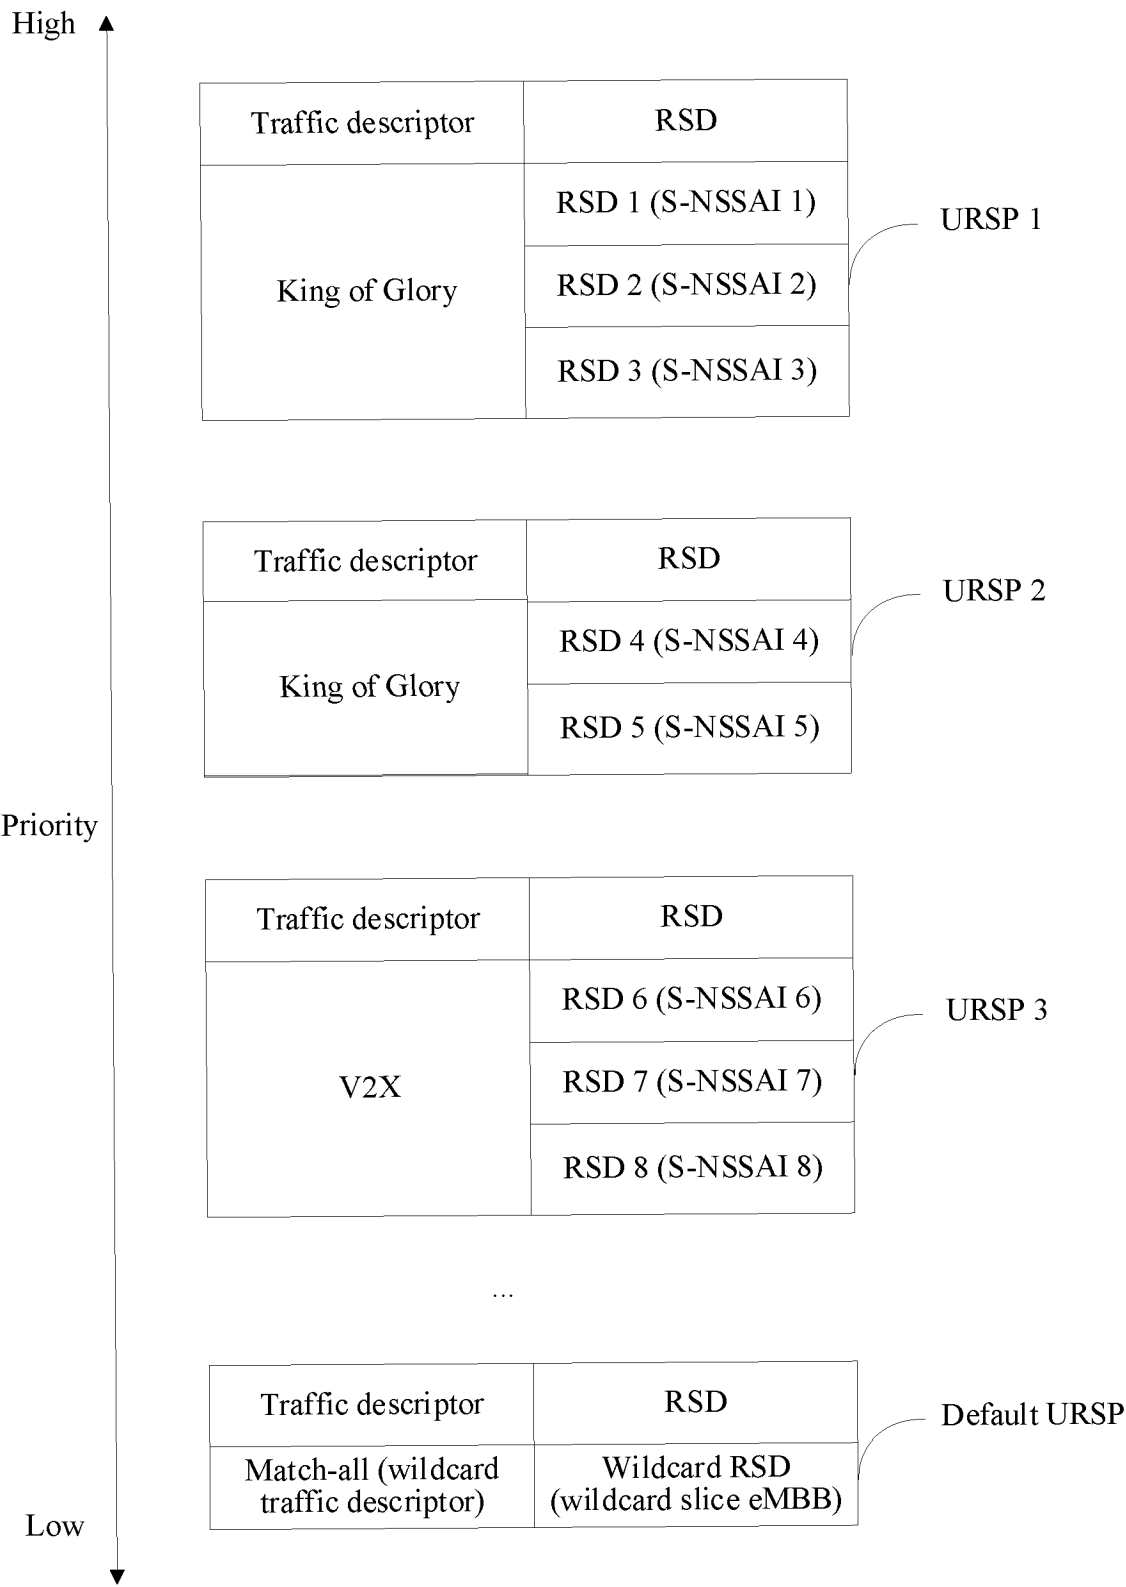 High
Traffic descriptor
RSD
RSD 1 (S-NSSAI 1)
URSP 1
King of Glory
RSD 2 (S-NSSAI 2)
RSD 3 (S-NSSAI 3)
Traffic descriptor
RSD
URSP 2
RSD 4 (S-NSSAI 4)
King of Glory
RSD 5 (S-NSSAI 5)
Priority
Traffic descriptor
RSD
RSD 6 (S-NSSAI 6)
URSP 3
V2X
RSD 7 (S-NSSAI 7)
RSD 8 (S-NSSAI 8)
...
Traffic descriptor
RSD
Default URSP
Match-all (wildcard
traffic descriptor)
Wildcard RSD
(wildcard slice eMBB)
Low